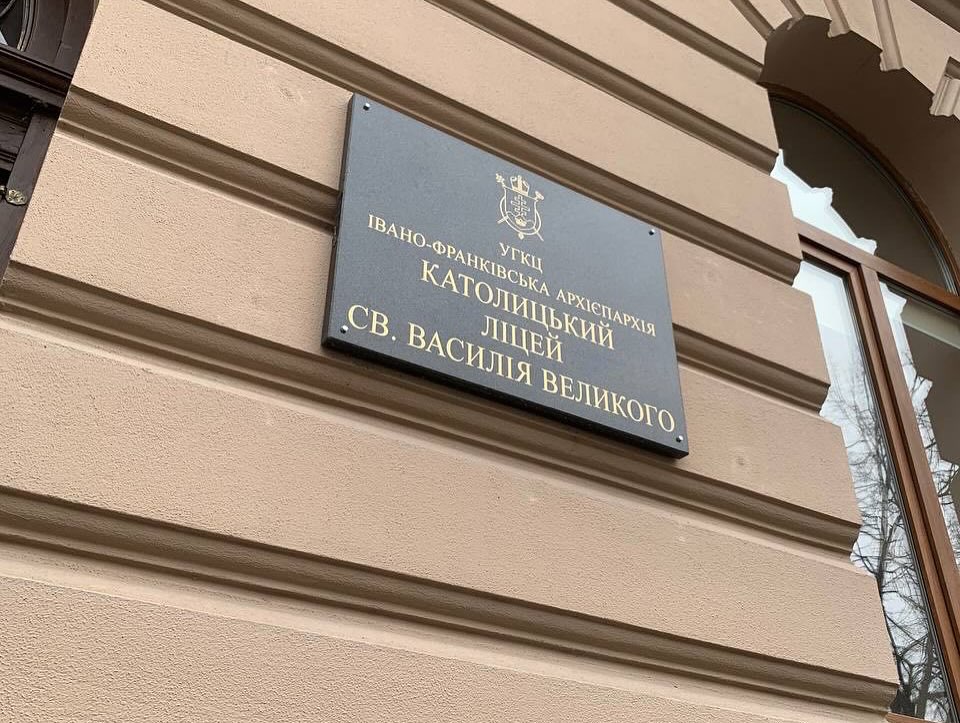 УГКЦ
ІВАНО-ФРАНКІВСЬКА АРХІЄПАРХІЯ
КАТОЛИЦЬКИЙ
ЛІЦЕЙ
СВ. ВАСИЛІЯ ВЕЛИКОГО